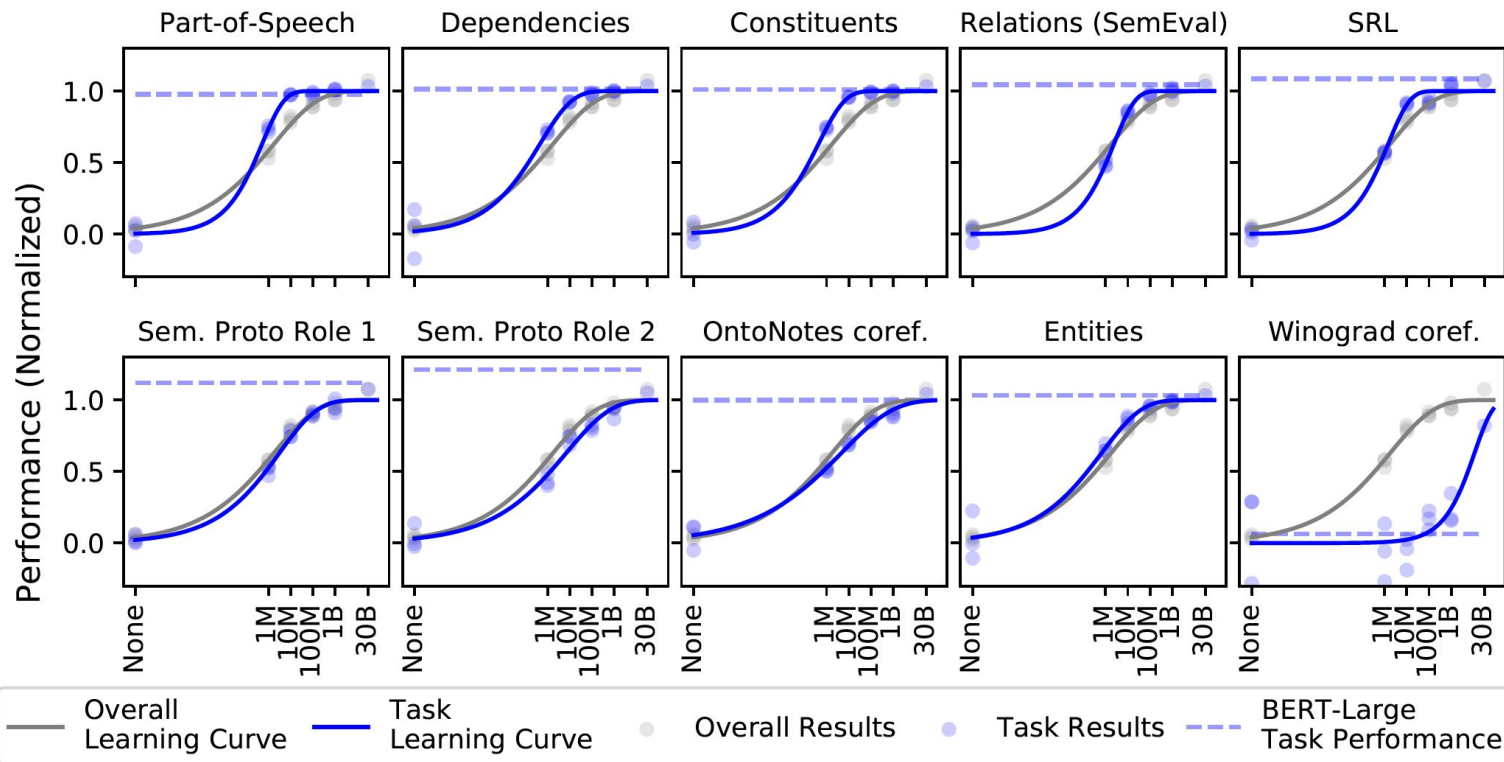 Part-of-Speech
Dependencies
Constituents
Relations (SemEval)
SRL
1.0
0.5
0.0
Sem. Proto Role 1
Sem. Proto Role 2
OntoNotes coref.
Entities
Winograd coref.
1.0
0.5
0.0
Performance (Normalized)
None
1M
10M
100M
1B
30B
None
1M
10M
100M
1B
30B
None
1M
10M
100M
1B
30B
None
1M
10M
100M
1B
30B
None
1M
10M
100M
1B
30B
Overall
Learning Curve
Task
Learning Curve
Overall Results
Task Results
BERT-Large
Task Performance